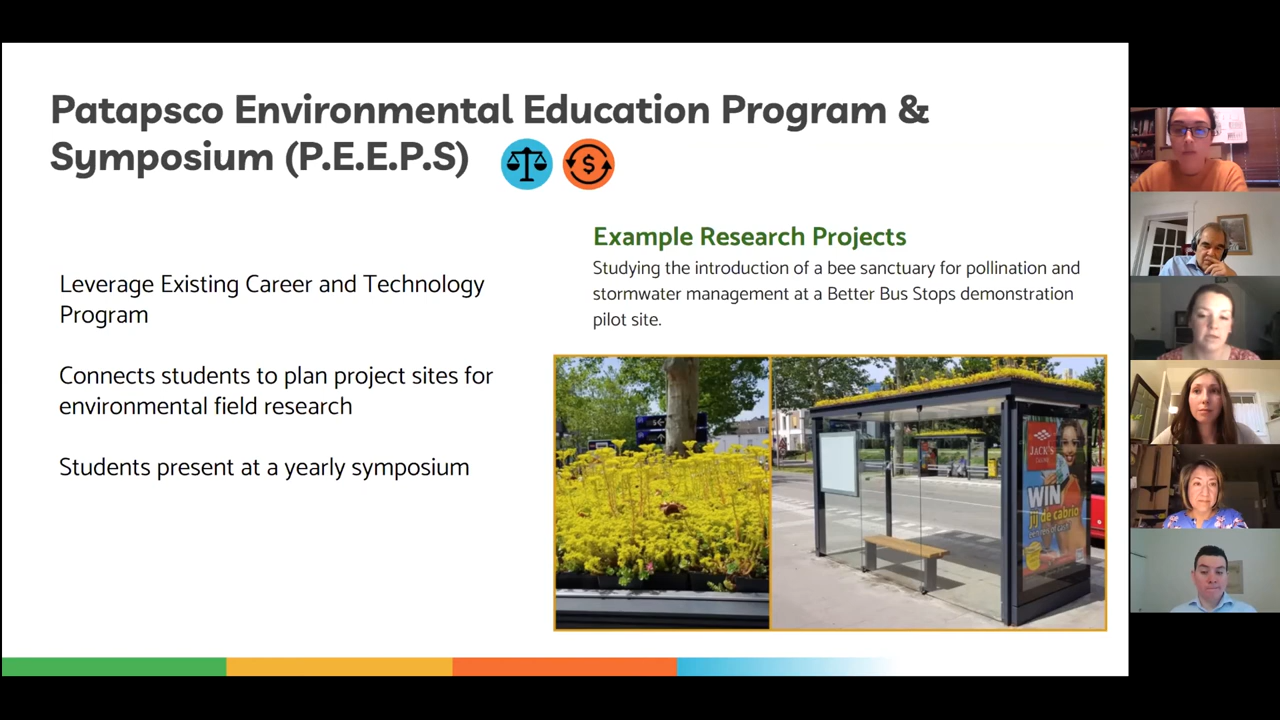 Patapsco Environmental Education Program &
Symposium (P.E.E.P.S)
$
Leverage Existing Career and Technology
Program
Connects students to plan project sites for
environmental field research
Students present at a yearly symposium
Example Research Projects
Studying the introduction of a bee sanctuary for pollination and
stormwater management at a Better Bus Stops demonstration
pilot site.
JACK'S
WIN
jij de cabrio